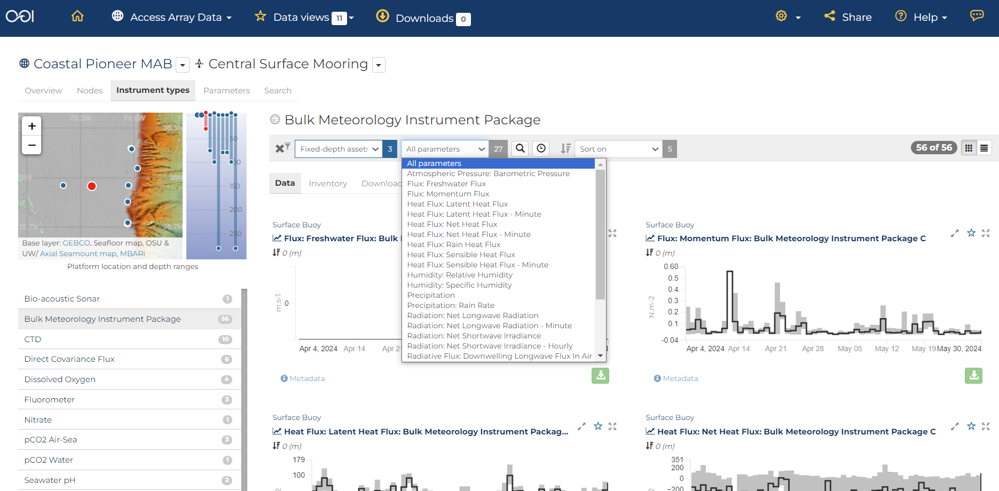 Access Array Data
Data views 11
Downloads 0
Share
Help
Coastal Pioneer MAB
Central Surface Mooring
Overview Nodes Instrument types Parameters Search
75.2W 74.8W
36.3N
36N
35.7N
+
−
Base layer: GEBCO, Seafloor map, OSU &
UW/ Axial Seamount map, MBARI
50
150
200
250
Platform location and depth ranges
Bio-acoustic Sonar 1
Bulk Meteorology Instrument Package 56
CTD 10
Direct Covariance Flux 6
Dissolved Oxygen 4
Fluorometer 3
Nitrate 1
pCO2 Air-Sea 3
pCO2 Water 1
Seawater pH 2
Bulk Meteorology Instrument Package
Fixed-depth assets 3
All parameters 27
Sort on 5
56 of 56
All parameters
Atmospheric Pressure: Barometric Pressure
Flux: Freshwater Flux
Flux: Momentum Flux
Heat Flux: Latent Heat Flux
Heat Flux: Latent Heat Flux - Minute
Heat Flux: Net Heat Flux
Heat Flux: Net Heat Flux - Minute
Heat Flux: Rain Heat Flux
Heat Flux: Sensible Heat Flux
Heat Flux: Sensible Heat Flux - Minute
Humidity: Relative Humidity
Humidity: Specific Humidity
Precipitation
Precipitation: Rain Rate
Radiation: Net Longwave Radiation
Radiation: Net Longwave Radiation - Minute
Radiation: Net Shortwave Irradiance
Radiation: Net Shortwave Irradiance - Hourly
Radiative Flux: Downwelling Longwave Flux In Air
Data Inventory Download
Surface Buoy
Flux: Freshwater Flux: Bulk
0 (m)
m.s-1
0
Apr 4, 2024 Apr 14 Apr 2
Metadata
Surface Buoy
Flux: Momentum Flux: Bulk Meteorology Instrument Package C
0 (m)
N.m-2
0.60
0.5
0.4
0.3
0.2
0.1
-0.04
Apr 4, 2024 Apr 14 Apr 21 Apr 28 May 05 May 12 May 19 May 30, 2024
Metadata
Surface Buoy
Heat Flux: Latent Heat Flux: Bulk Meteorology Instrument Packag...
0 (m)
179
100
Surface Buoy
Heat Flux: Net Heat Flux: Bulk Meteorology Instrument Package C
0 (m)
351
200
0
-200